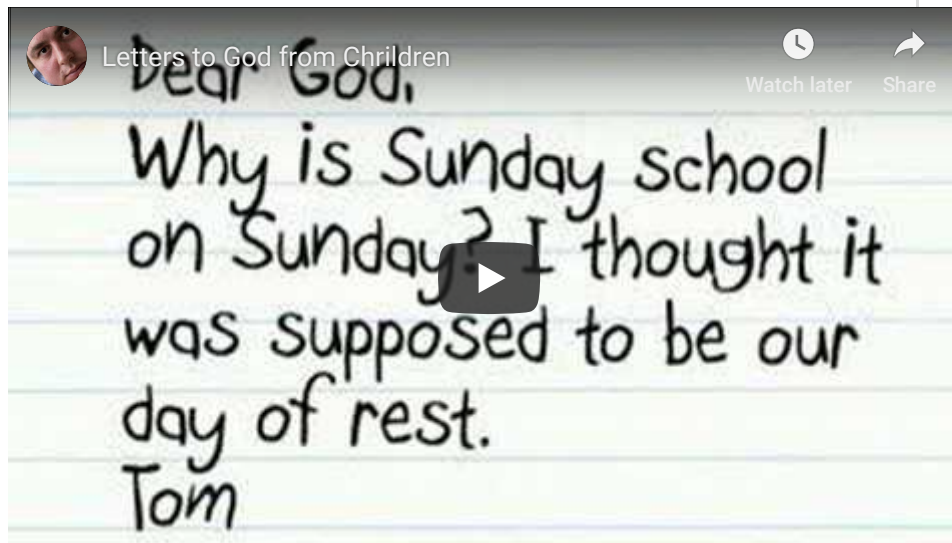 Letters to God from Chrildren
Watch later
Share
Dear God,
Why is Sunday school
on Sunday? I thought it
was supposed to be our
day of rest.
Tom